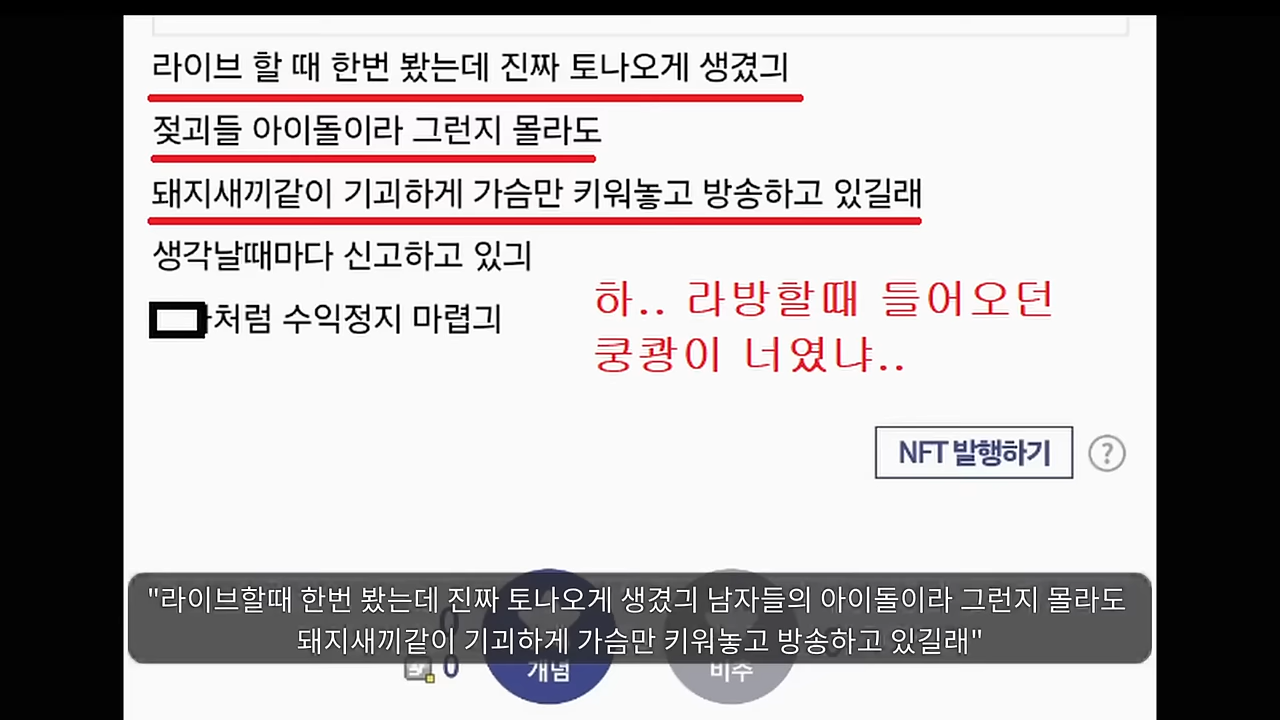 라이브 할 때 한번 봤는데 진짜 토나오게 생겼긔
젖괴들 아이돌이라 그런지 몰라도
돼지새끼같이 기괴하게 가슴만 키워놓고 방송하고 있길래
생각날때마다 신고하고 있긔
처럼 수익정지 마렵긔
하.. 라방할때 들어오던
쿵쾅이 너였냐..
NFT 발행하기
?
"라이브할때 한번 봤는데 진짜 토나오게 생겼긔 남자들의 아이돌이라 그런지 몰라도
돼지새끼같이 기괴하게 가슴만 키워놓고 방송하고 있길래"
0
개념
비추